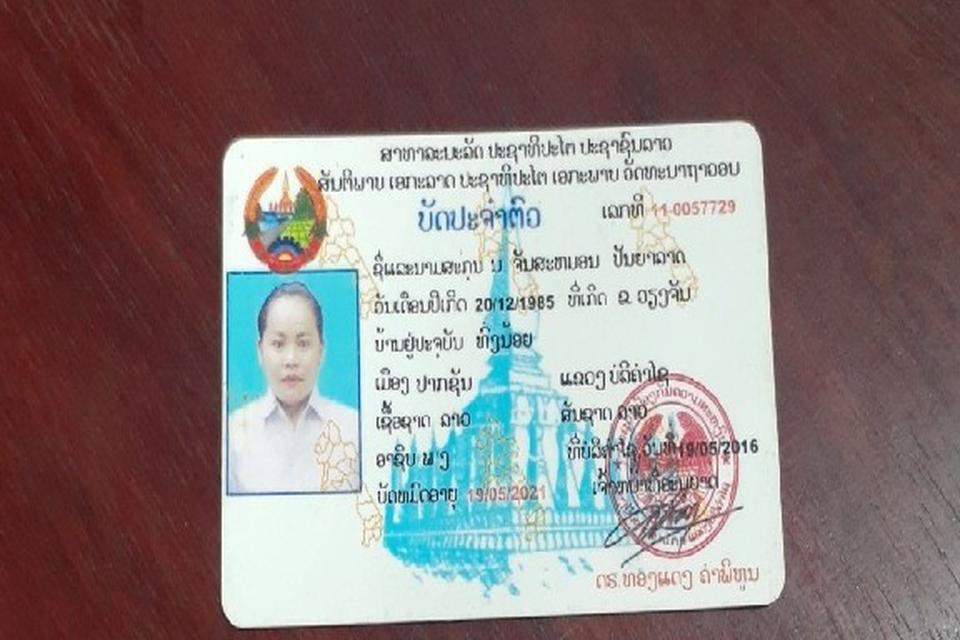 ສາທາລະນະລັດ ປະຊາທິປະໄຕ ປະຊາຊົນລາວ
ສັນຕິພາບ ເອກະລາດ ປະຊາທິປະໄຕ ເອກະພາບ ວັດທະນາຖາວອນ
ບັດປະຈຳຕົວ ເລກທີ 11-0057729
ຊື່ແລະນາມສະກຸນ ນ ຈັນສະຫມອນ ປັນຍາລາດ
ວັນເດືອນປີເກີດ 20/12/1985 ທີ່ເກີດ ຂ ວຽງຈັນ
ບ້ານຢູ່ປະຈຸບັນ ທົ່ງນ້ອຍ
ເມືອງ ປາກຊັນ ແຂວງ ບໍລິຄຳໄຊ
ເຊື້ອຊາດ ລາວ ສັນຊາດ ລາວ
ອາຊີບ ທີ່ບໍລິຄຳໄຊ ວັນທີ 19/05/2016
ບັດຫມົດອາຍຸ 19/05/2021 ເຈົ້າຫນ້າທີ່ອະນຸຍາດ
ດຣ.ທອງແດງ ຄຳພິທູນ